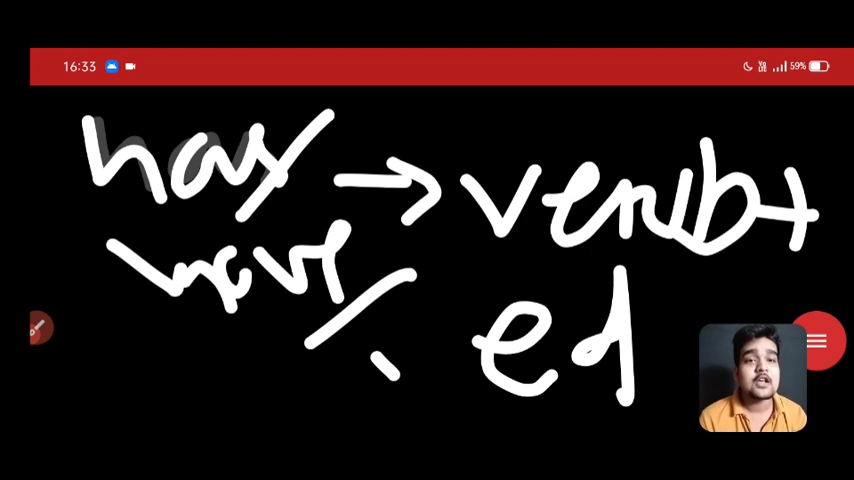 16:33 59%
has/ → verb+
have/ ed